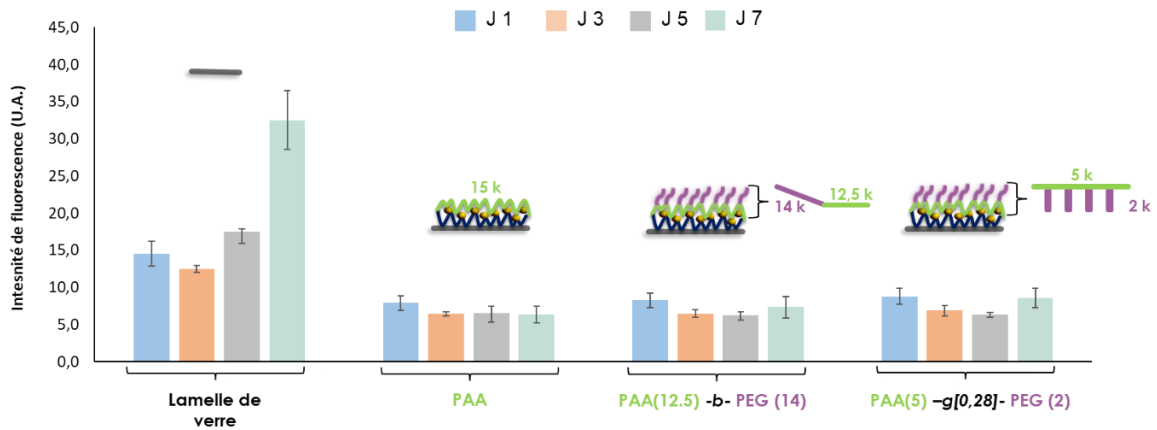 J 1 J 3 J 5 J 7
Intesnité de fluorescence (U.A.)
45,0
40,0
35,0
30,0
25,0
20,0
15,0
10,0
5,0
0,0
15 k
14 k
12,5k
5 k
2 k
Lamelle de
verre
PAA
PAA(12.5) -b- PEG (14)
PAA(5) –g[0,28]- PEG (2)